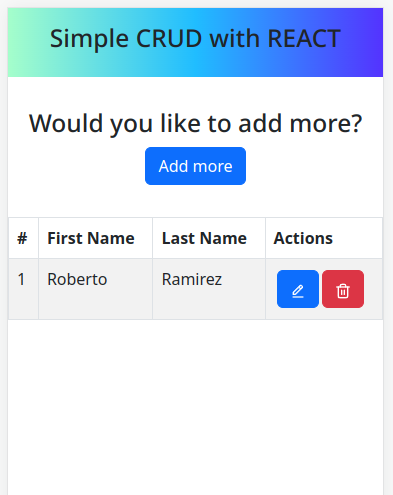 Simple CRUD with REACT
Would you like to add more?
Add more
# First Name Last Name Actions
1 Roberto Ramirez